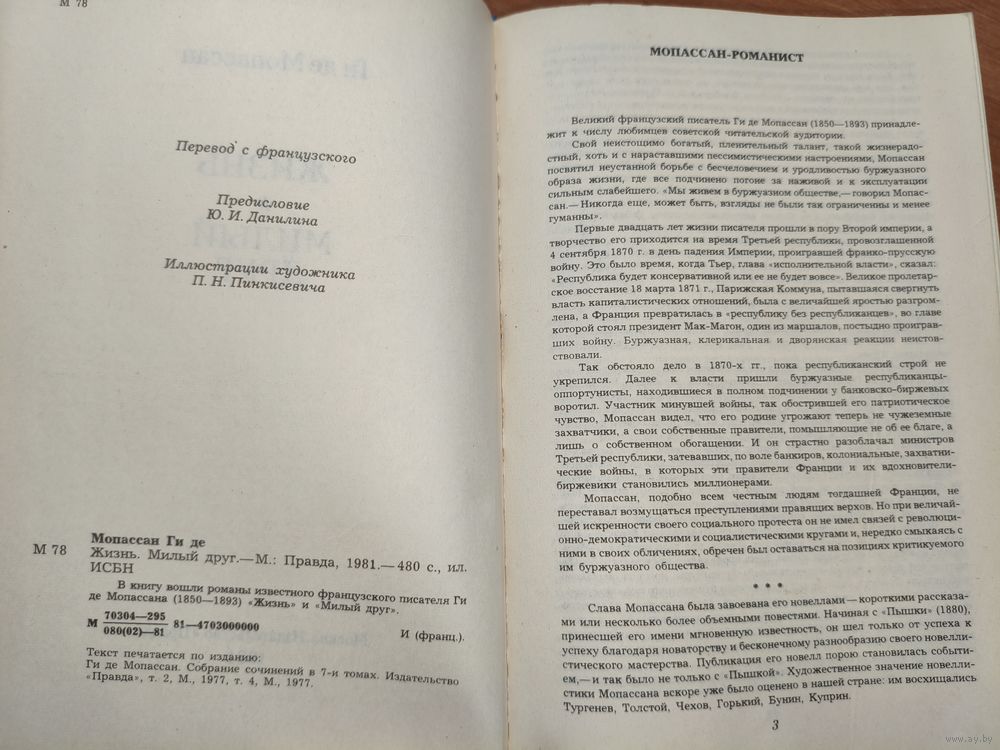 М 78
Перевод с французского
Предисловие
Ю. И. Данилина
Иллюстрации художника
П. Н. Пинкисевича
Мопассан Ги де
М 78
Жизнь. Милый друг.— М.: Правда, 1981.— 480 с., ил.
ИСБН
В книгу вошли романы известного французского писателя Ги
де Мопассана (1850—1893) «Жизнь» и «Милый друг».
М 70304—295 81—4703000000
080(02)—81
И (франц.).
Текст печатается по изданию:
Ги де Мопассан. Собрание сочинений в 7-и томах. Издательство
«Правда», т. 2, М., 1977, т. 4, М., 1977.
МОПАССАН-РОМАНИСТ
Великий французский писатель Ги де Мопассан (1850—1893) принадле-
жит к числу любимцев советской читательской аудитории.
Свой неистощимо богатый, пленительный талант, такой жизнерадо-
стный, хоть и с нараставшими пессимистическими настроениями, Мопассан
посвятил неустанной борьбе с бесчеловечием и уродливостью буржуазного
образа жизни, где все подчинено погоне за наживой и к эксплуатации
сильным слабейшего. «Мы живем в буржуазном обществе,— говорил Мопас-
сан.— Никогда еще, может быть, взгляды не были так ограниченны и менее
гуманны».
Первые двадцать лет жизни писателя прошли в пору Второй империи, а
творчество его приходится на время Третьей республики, провозглашенной
4 сентября 1870 г. в день падения Империи, проигравшей франко-прусскую
войну. Это было время, когда Тьер, глава «исполнительной власти», сказал:
«Республика будет консервативной или ее не будет вовсе». Великое пролетар-
ское восстание 18 марта 1871 г., Парижская Коммуна, пытавшаяся свергнуть
власть капиталистических отношений, была с величайшей яростью разгром-
лена, а Франция превратилась в «республику без республиканцев», во главе
которой стоял президент Мак-Магон, один из маршалов, постыдно проиграв-
ших войну. Буржуазная, клерикальная и дворянская реакции неистов-
ствовали.
Так обстояло дело в 1870-х гг., пока республиканский строй не
укрепился. Далее к власти пришли буржуазные республиканцы-
оппортунисты, находившиеся в полном подчинении у банковско-биржевых
воротил. Участник минувшей войны, так обострившей его патриотическое
чувство, Мопассан видел, что его родине угрожают теперь не чужеземные
захватчики, а свои собственные правители, помышляющие не об ее благе, а
лишь о собственном обогащении. И он страстно разоблачал министров
Третьей республики, затевавших, по воле банкиров, колониальные, захватни-
ческие войны, в которых эти правители Франции и их вдохновители-
биржевики становились миллионерами.
Мопассан, подобно всем честным людям тогдашней Франции, не
переставал возмущаться преступлениями правящих верхов. Но при величай-
шей искренности своего социального протеста он не имел связей с революци-
онно-демократическими и социалистическими кругами и, нередко смыкаясь с
ними в своих обличениях, обречен был оставаться на позициях критикуемого
им буржуазного общества.
* * *
Слава Мопассана была завоевана его новеллами — короткими рассказа-
ми или несколько более объемными повестями. Начиная с «Пышки» (1880),
принесшей его имени мгновенную известность, он шел только от успеха к
успеху благодаря новаторству и бесконечному разнообразию своего новелли-
стического мастерства. Публикация его новелл порою становилась событи-
ем,— и так было не только с «Пышкой». Художественное значение новелли-
стики Мопассана вскоре уже было оценено в нашей стране: им восхищались
Тургенев, Толстой, Чехов, Горький, Бунин, Куприн.
3
www.ay.by